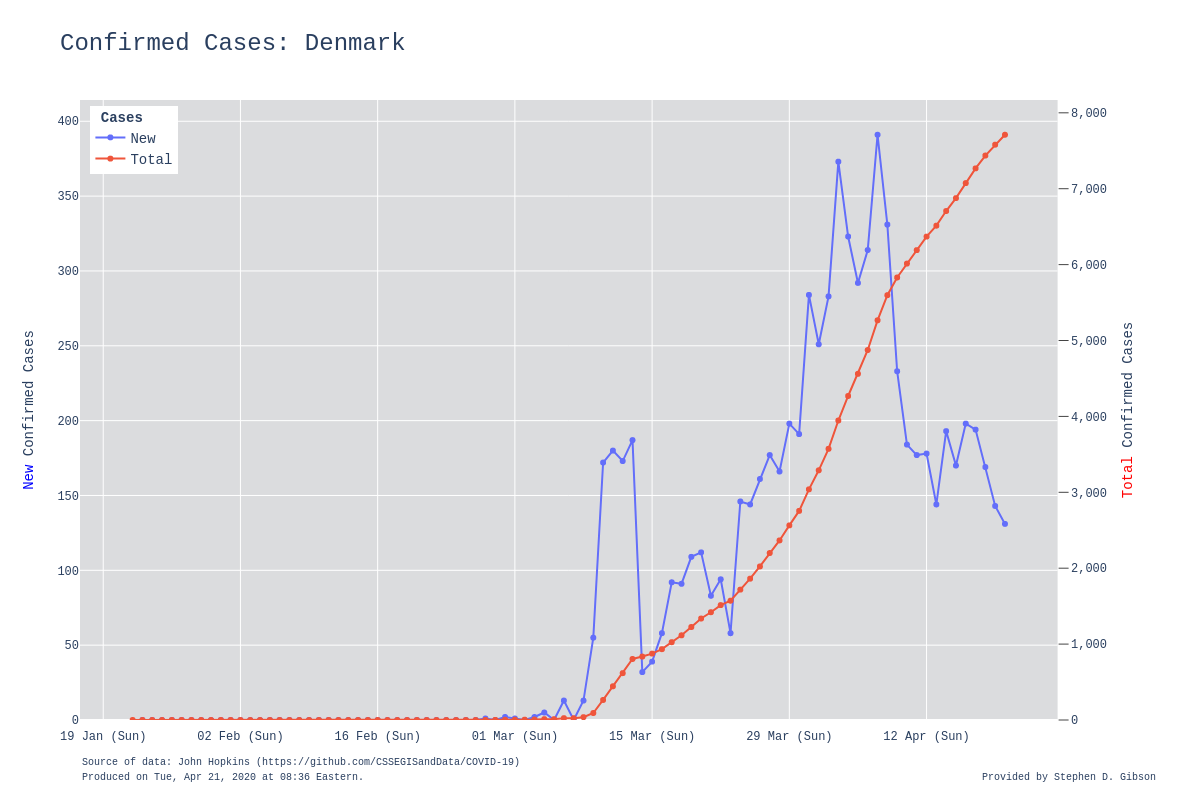 Confirmed Cases: Denmark
Cases
New
Total
400
350
300
250
200
150
100
50
0
8,000
7,000
6,000
5,000
4,000
3,000
2,000
1,000
0
New Confirmed Cases
Total Confirmed Cases
19 Jan (Sun) 02 Feb (Sun) 16 Feb (Sun) 01 Mar (Sun) 15 Mar (Sun) 29 Mar (Sun) 12 Apr (Sun)
Source of data: John Hopkins (https://github.com/CSSEGISandData/COVID-19)
Produced on Tue, Apr 21, 2020 at 08:36 Eastern.
Provided by Stephen D. Gibson